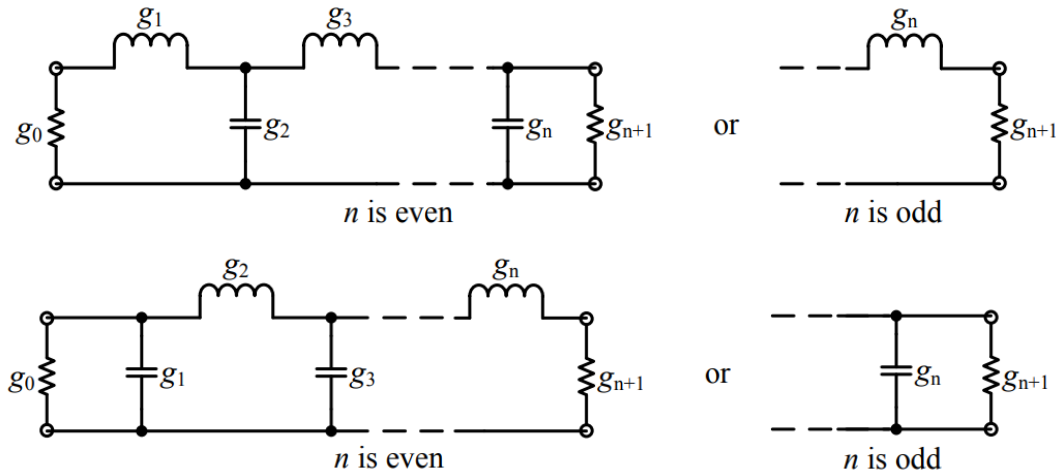 g1 g3 gn
g0 g2 gn gn+1 or gn+1
n is even n is odd
g2 gn
g0 g1 g3 gn+1 or gn gn+1
n is even n is odd